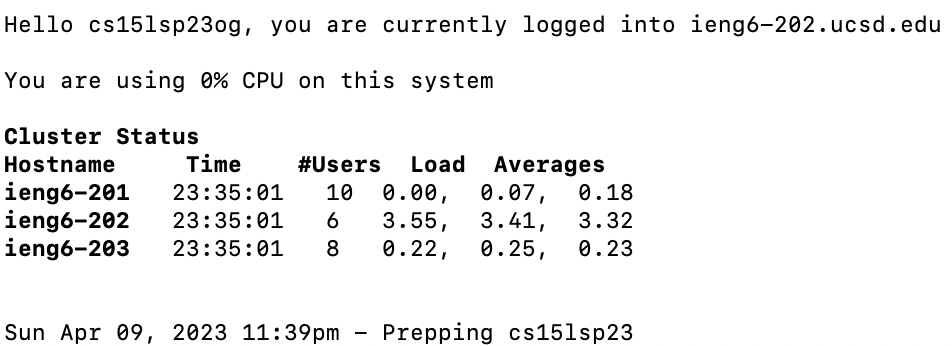 Hello cs15lsp23og, you are currently logged into ieng6-202.ucsd.edu
You are using 0% CPU on this system
Cluster Status
Hostname Time #Users Load Averages
ieng6-201 23:35:01 10 0.00, 0.07, 0.18
ieng6-202 23:35:01 6 3.55, 3.41, 3.32
ieng6-203 23:35:01 8 0.22, 0.25, 0.23
Sun Apr 09, 2023 11:39pm - Prepping cs15lsp23